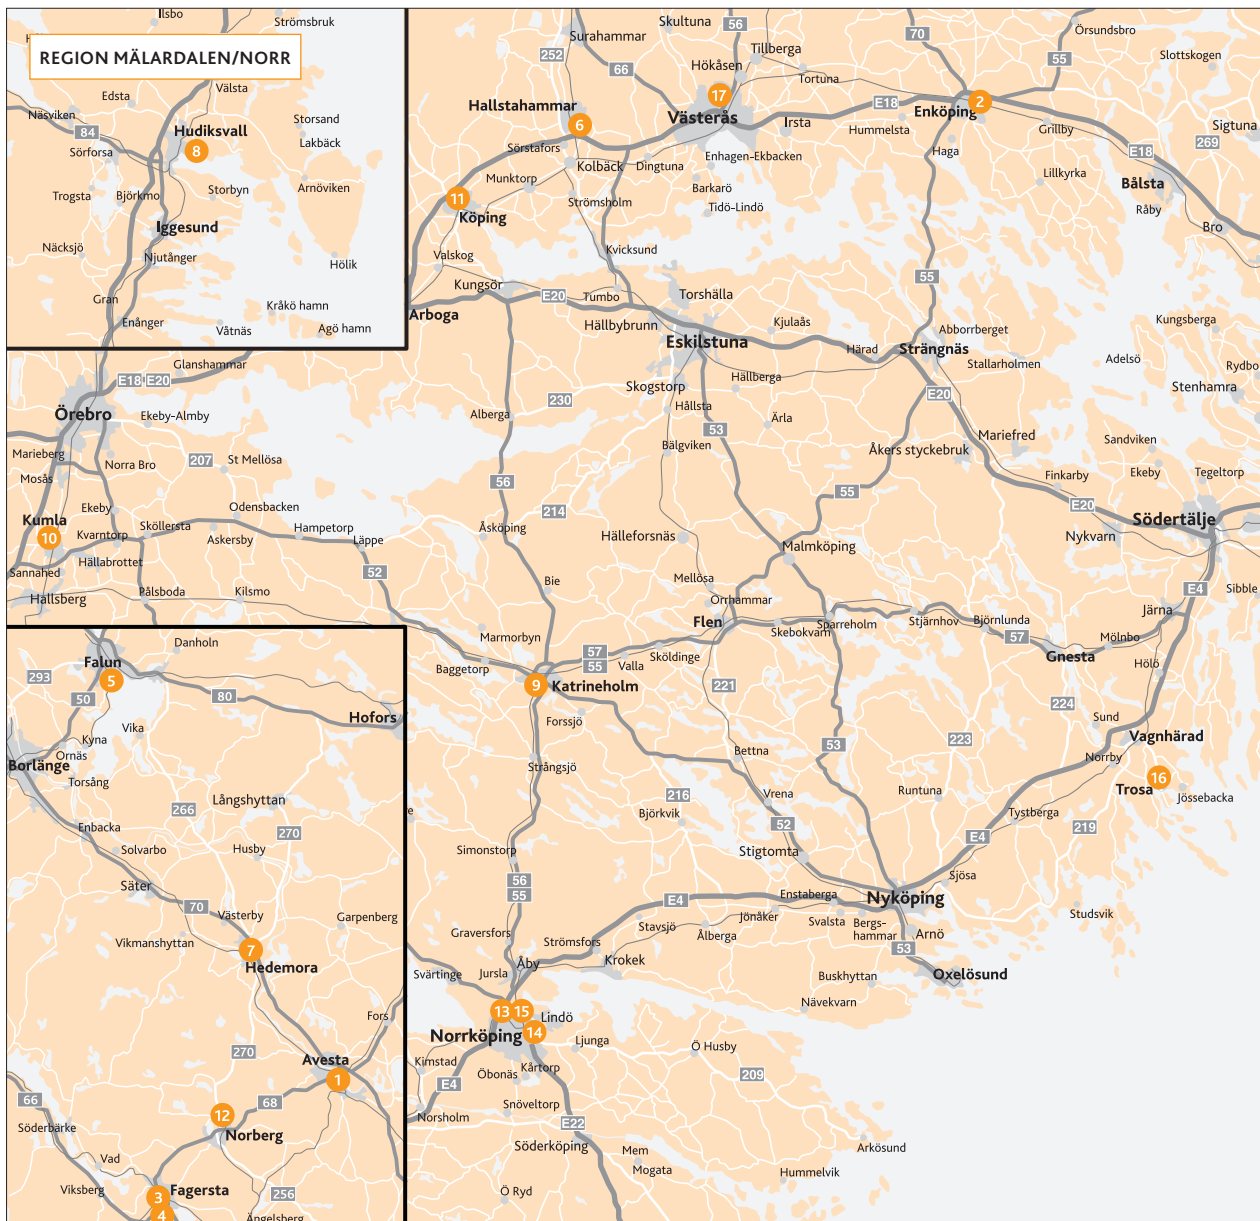 REGION MÄLARDALEN/NORR
Ilsbo
Strömsbruk
Välsta
Edsta
Näsviken
84
Hudiksvall
8
Sörforsa
Storsand
Lakbäck
Trogsta
Björkmo
Storbyn
Arnöviken
Iggesund
Näcksjö
Njutånger
Hölik
Gran
Kråkö hamn
Enånger
Våtnäs
Agö hamn
Skultuna
56
Surahammar
252
66
Tillberga
Hökåsen
Tortuna
70
Örsundsbro
55
Slottskogen
Hallstahammar
6
17
Västerås
E18
2
Enköping
Irsta
Hummelsta
Grillby
Sigtuna
269
Sörstafors
Kolbäck
Dingtuna
Enhagen-Ekbacken
Haga
E18
Munktorp
Barkarö
Lillkyrka
Bålsta
11
Köping
Strömsholm
Tidö-Lindö
Råby
Bro
Valskog
Kvicksund
Kungsör
E20
Tumbo
Torshälla
55
Arboga
Hällbybrunn
Kjulaås
Abborrberget
Kungsberga
Eskilstuna
Härad
Strängnäs
Stallarholmen
Adelsö
Rydbo
Skogstorp
Hällberga
Stenhamra
E20
Glanshammar
E18 E20
Örebro
Ekeby-Almby
Alberga
230
Hållsta
Ärla
53
Mariefred
Sandviken
Marieberg
Norra Bro
207
St Mellösa
Bälgviken
Åkers styckebruk
Finkarby
Ekeby
Tegeltorp
Mosås
56
55
E20
Ekeby
Odensbacken
214
Södertälje
Kumla
10
Kvarntorp
Sköllersta
Askersby
Hampetorp
Läppe
Åsköping
Hälleforsnäs
Malmköping
Nykvarn
Sannahed
Hällabrottet
52
Mellösa
Hallsberg
Pålsboda
Kilsmo
Bie
Orrhammar
E4
Sibble
Marmorbyn
Flen
Skebokvarn
Sparreholm
Stjärnhov
Björnlunda
Järna
57
Mölnbo
Baggetorp
57
55
Valla
Sköldinge
Gnesta
Hölö
9
Katrineholm
221
224
Forssjö
Sund
Bettna
53
223
Vagnhärad
Strångsjö
Norrby
16
Trosa
Jössebacka
Vrena
216
Björkvik
Runtuna
Tystberga
52
219
Simonstorp
Stigtomta
E4
Sjösa
56
55
E4
Enstaberga
Nyköping
Studsvik
Jönåker
Svalsta
Bergs-
hammar
Arnö
Graversfors
Strömsfors
Stavsjö
Ålberga
53
Åby
Krokek
Buskhyttan
Oxelösund
Svärtinge
Jursla
Nävekvarn
13
15
Lindö
Norrköping
14
Ljunga
Ö Husby
Kimstad
Kårtorp
209
Öbonäs
E4
Snöveltorp
Norsholm
E22
Söderköping
Mem
Mogata
Arkösund
Hummelvik
Ö Ryd
Danholn
Falun
5
293
50
80
Hofors
Vika
Kyna
Ornäs
Borlänge
Torsång
Långshyttan
266
270
Enbacka
Solvarbo
Husby
Säter
70
Västerby
Garpenberg
Vikmanshyttan
7
Hedemora
Fors
270
Avesta
1
66
68
12
Söderbärke
Norberg
Vad
Viksberg
Fagersta
3
4
256
Ängelsberg